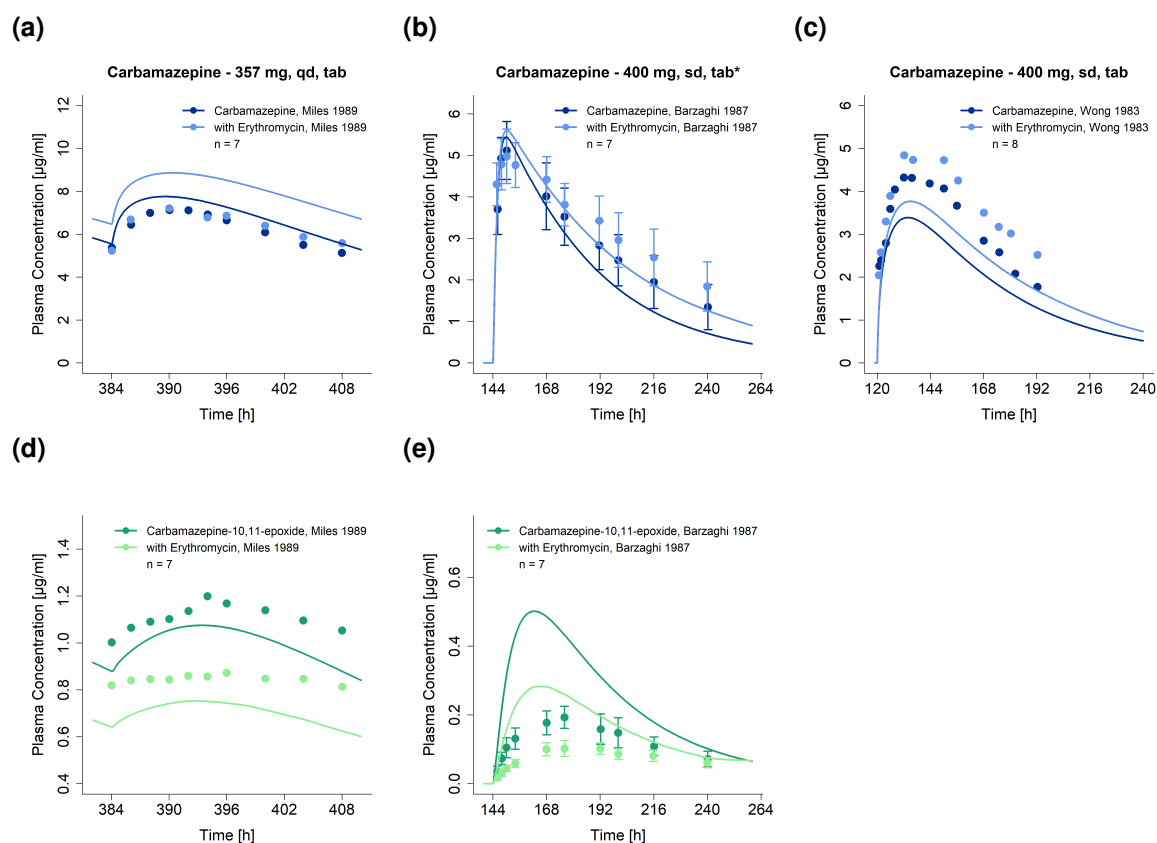 (a)
Carbamazepine - 357 mg, qd, tab
Carbamazepine, Miles 1989
with Erythromycin, Miles 1989
n = 7
Plasma Concentration [µg/ml]
12
10
8
6
4
2
0
384 390 396 402 408
Time [h]
(b)
Carbamazepine - 400 mg, sd, tab*
Carbamazepine, Barzaghi 1987
with Erythromycin, Barzaghi 1987
n = 7
Plasma Concentration [µg/ml]
6
5
4
3
2
1
0
144 168 192 216 240 264
Time [h]
(c)
Carbamazepine - 400 mg, sd, tab
Carbamazepine, Wong 1983
with Erythromycin, Wong 1983
n = 8
Plasma Concentration [µg/ml]
6
5
4
3
2
1
0
120 144 168 192 216 240
Time [h]
(d)
Carbamazepine-10,11-epoxide, Miles 1989
with Erythromycin, Miles 1989
n = 7
Plasma Concentration [µg/ml]
1.4
1.2
1.0
0.8
0.6
0.4
384 390 396 402 408
Time [h]
(e)
Carbamazepine-10,11-epoxide, Barzaghi 1987
with Erythromycin, Barzaghi 1987
n = 7
Plasma Concentration [µg/ml]
0.6
0.4
0.2
0.0
144 168 192 216 240 264
Time [h]